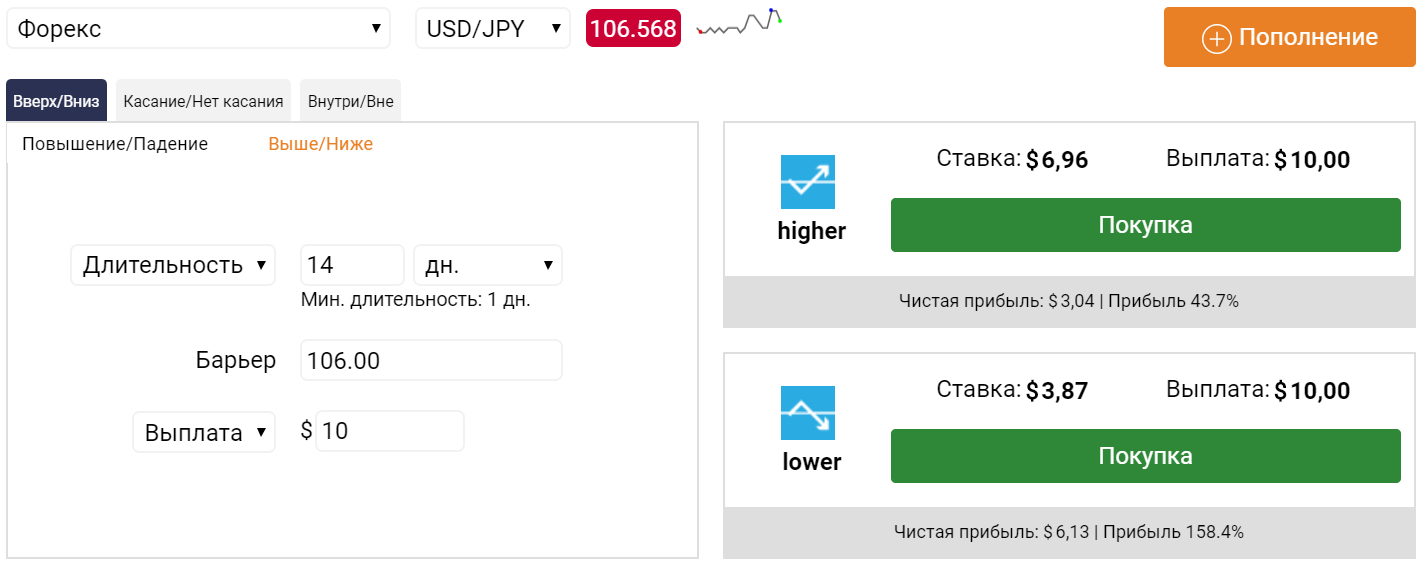 Форекс
USD/JPY
106.568
Пополнение
Вверх/Вниз
Касание/Нет касания
Внутри/Вне
Повышение/Падение
Выше/Ниже
Длительность
14
дн.
Мин. длительность: 1 дн.
Барьер
106.00
Выплата
$ 10
Ставка: $6,96
Выплата: $10,00
higher
Покупка
Чистая прибыль: $3,04 | Прибыль 43.7%
Ставка: $3,87
Выплата: $10,00
lower
Покупка
Чистая прибыль: $6,13 | Прибыль 158.4%